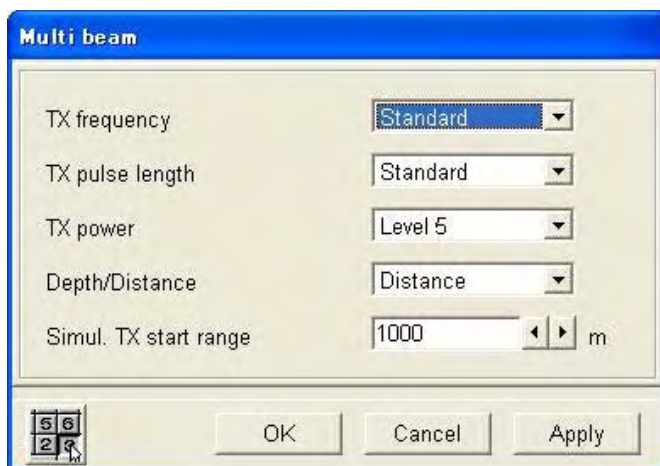 Multi beam
TX frequency Standard
TX pulse length Standard
TX power Level 5
Depth/Distance Distance
Simul. TX start range 1000 m
5 6
2 3
OK Cancel Apply